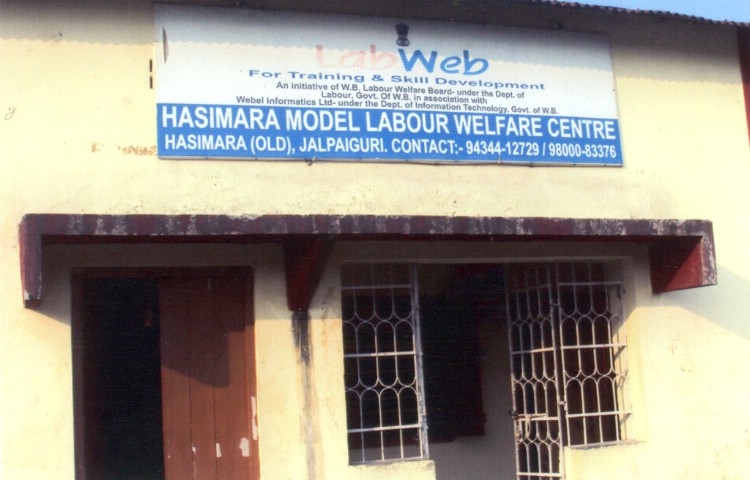 LabWeb
For Training & Skill Development
An initiative of W.B. Labour Welfare Board- under the Dept. of
Labour, Govt. Of W.B. in association with
Webel Informatics Ltd- under the Dept. of Information Technology, Govt. of W.B.
HASIMARA MODEL LABOUR WELFARE CENTRE
HASIMARA (OLD), JALPAIGURI. CONTACT:- 94344-12729 / 98000-83376